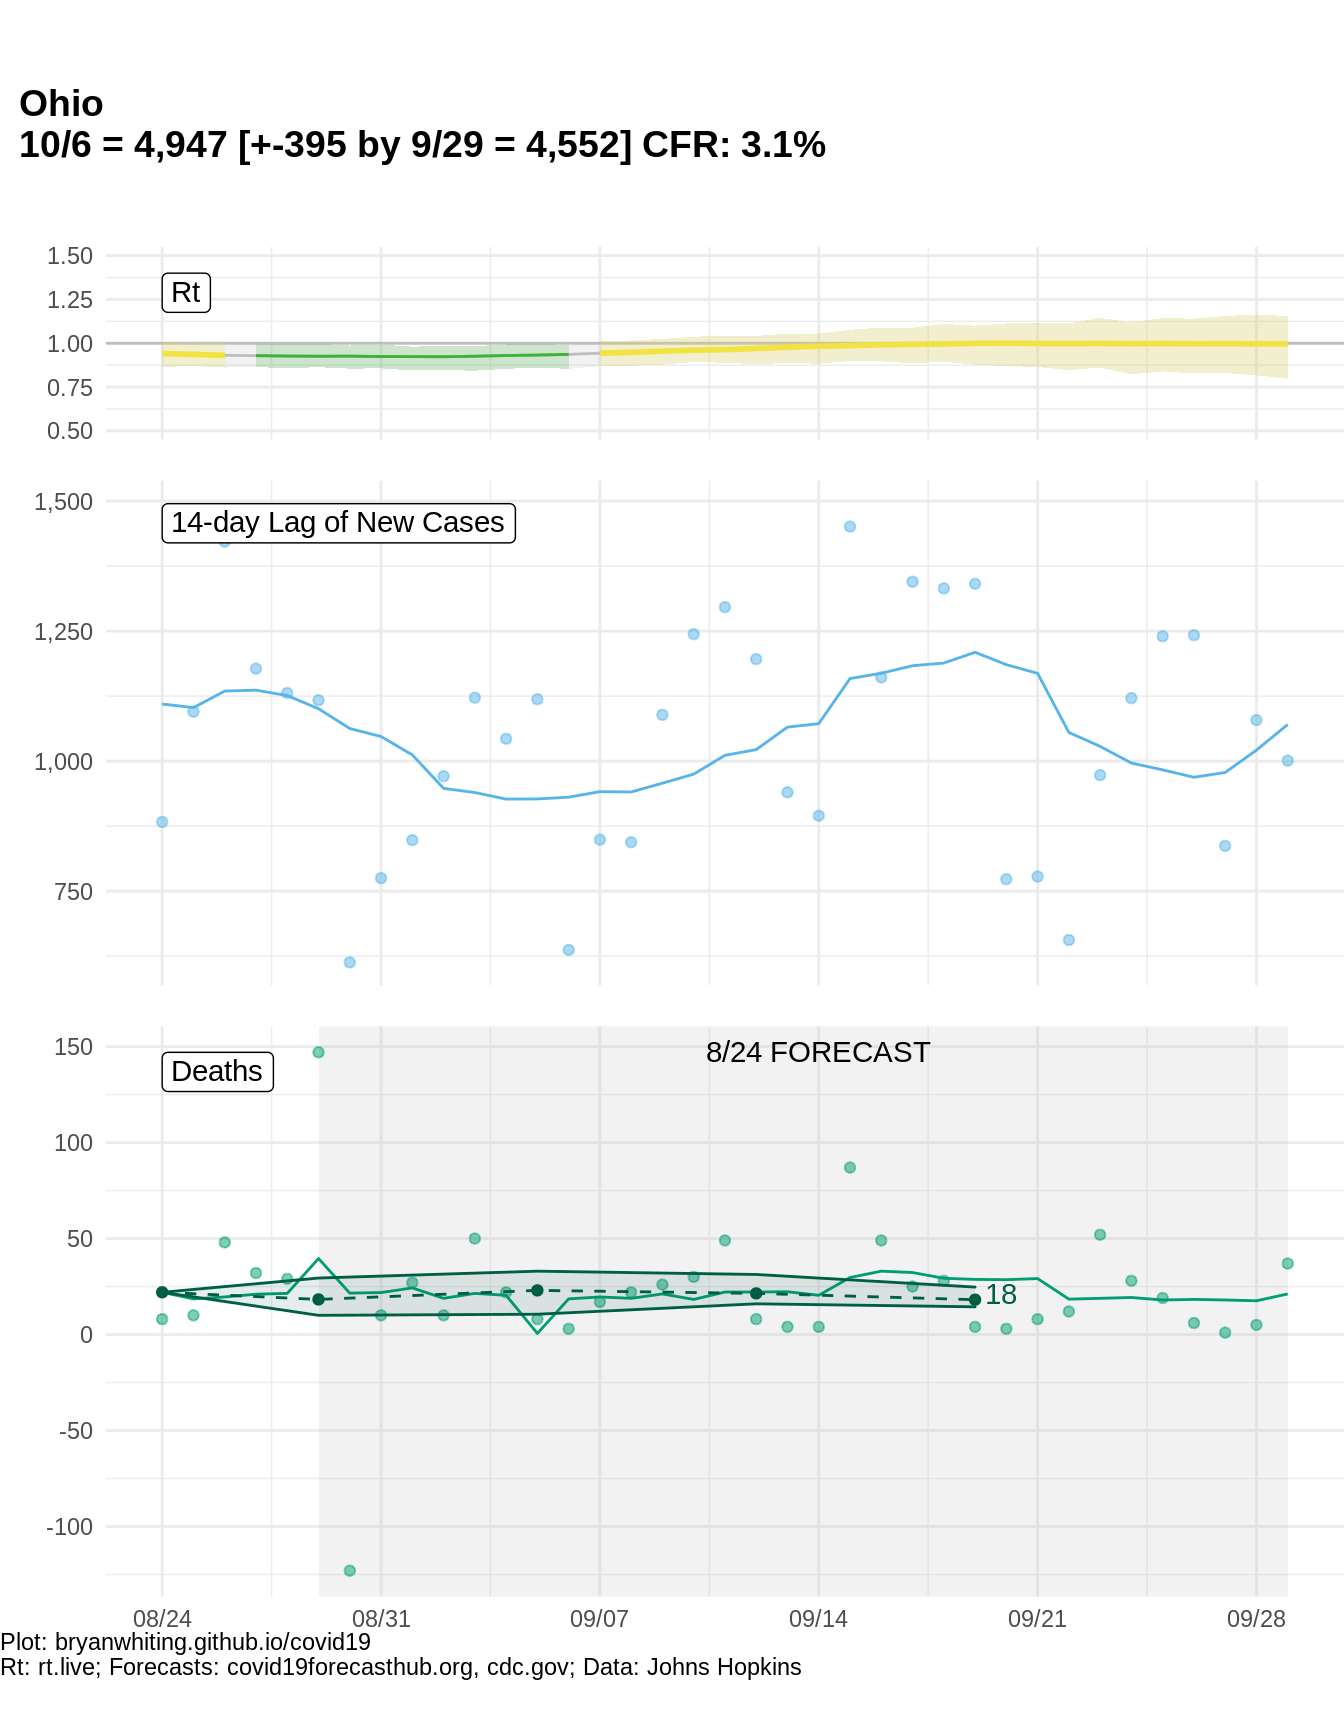 Ohio
10/6 = 4,947 [+-395 by 9/29 = 4,552] CFR: 3.1%
1.50
1.25
1.00
0.75
0.50
Rt
1,500
1,250
1,000
750
14-day Lag of New Cases
150
100
50
0
-50
-100
Deaths
8/24 FORECAST
18
08/24 08/31 09/07 09/14 09/21 09/28
Plot: bryanwhiting.github.io/covid19
Rt: rt.live; Forecasts: covid19forecasthub.org, cdc.gov; Data: Johns Hopkins